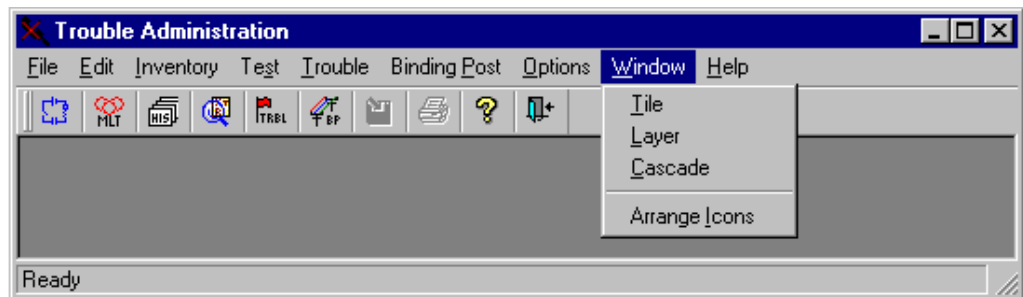 Trouble Administration
File Edit Inventory Test Trouble Binding Post Options Window Help
MLT HIS TRBL BP ?
Tile
Layer
Cascade
Arrange Icons
Ready